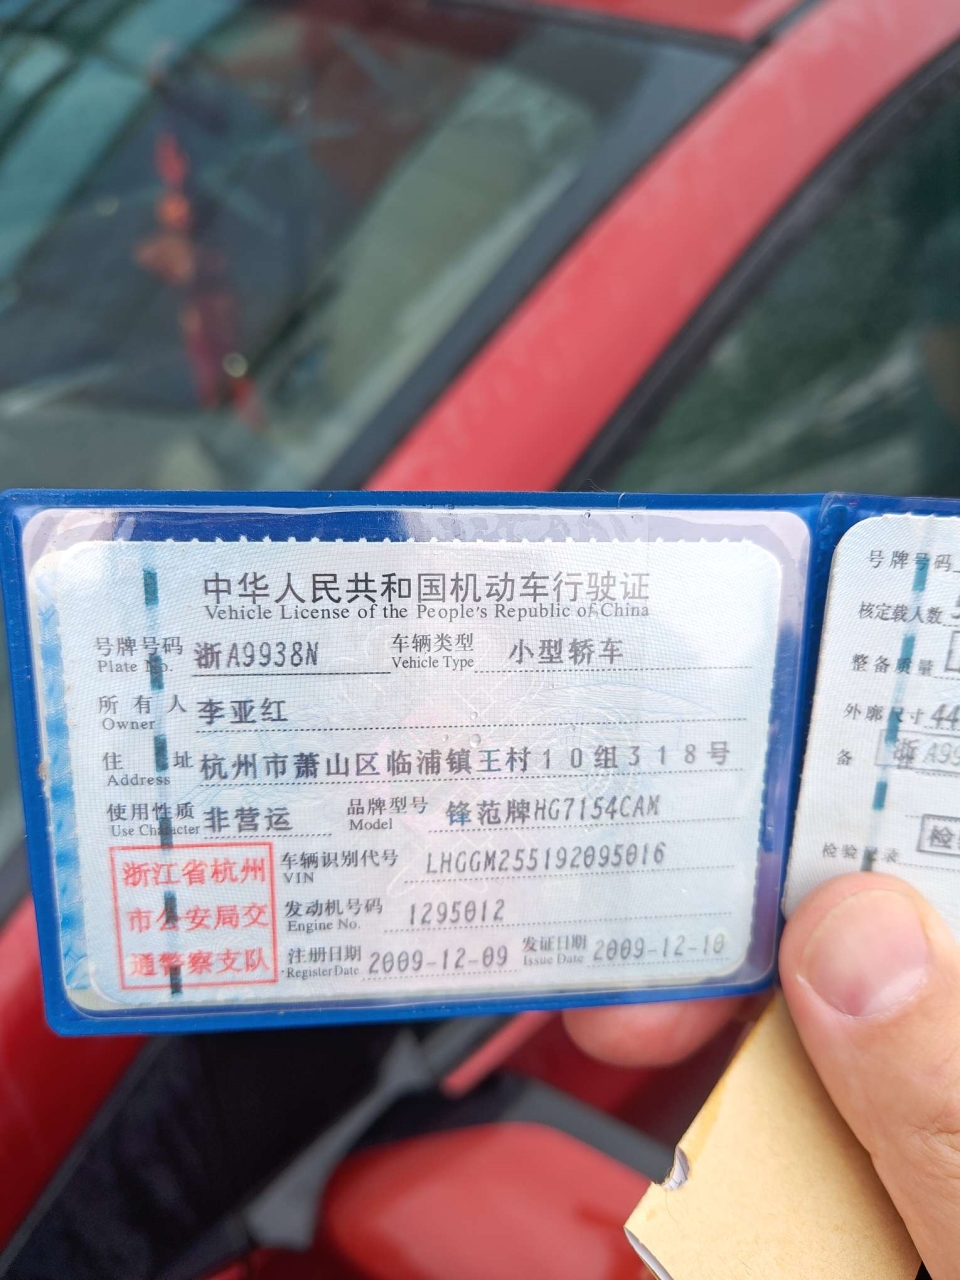 中华人民共和国机动车行驶证
Vehicle License of the People's Republic of China
号牌号码 浙A9938N 车辆类型 小型轿车
Plate No. Vehicle Type
所有人 李亚红
Owner
住址 杭州市萧山区临浦镇王村10组318号
Address
使用性质 非营运 品牌型号 锋范牌HG7154CAM
Use Character Model
浙江省杭州
市公安局交
通警察支队
车辆识别代号 LHGGM255192095016
VIN
发动机号码 1295012
Engine No.
注册日期 2009-12-09 发证日期 2009-12-10
Register Date Issue Date
号牌号码
核定载人数
整备质量
外廓尺寸 44
备 浙A99
检验记录 检